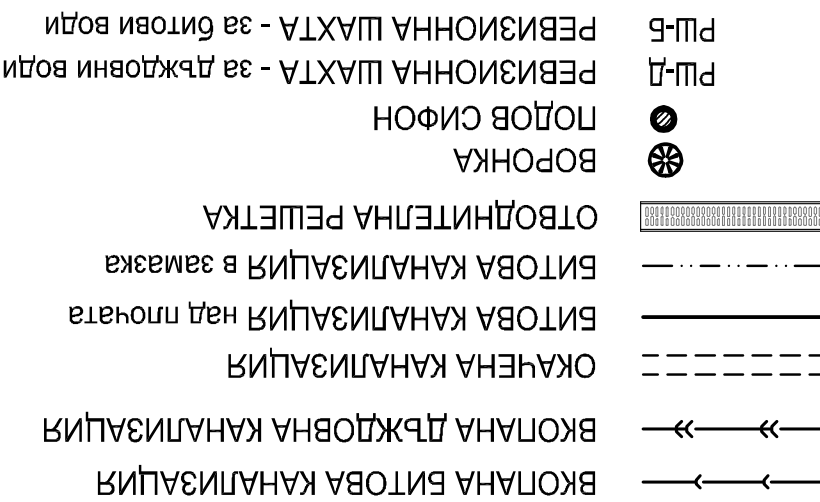 ВКОПАНА БИТОВА КАНАЛИЗАЦИЯ
ВКОПАНА ДЪЖДОВНА КАНАЛИЗАЦИЯ
ОКАЧЕНА КАНАЛИЗАЦИЯ
БИТОВА КАНАЛИЗАЦИЯ над плочата
БИТОВА КАНАЛИЗАЦИЯ в замазка
ОТВОДНИТЕЛНА РЕШЕТКА
ВОРОНКА
ПОДОВ СИФОН
РШ-Д РЕВИЗИОННА ШАХТА - за дъждовни води
РШ-Б РЕВИЗИОННА ШАХТА - за битови води